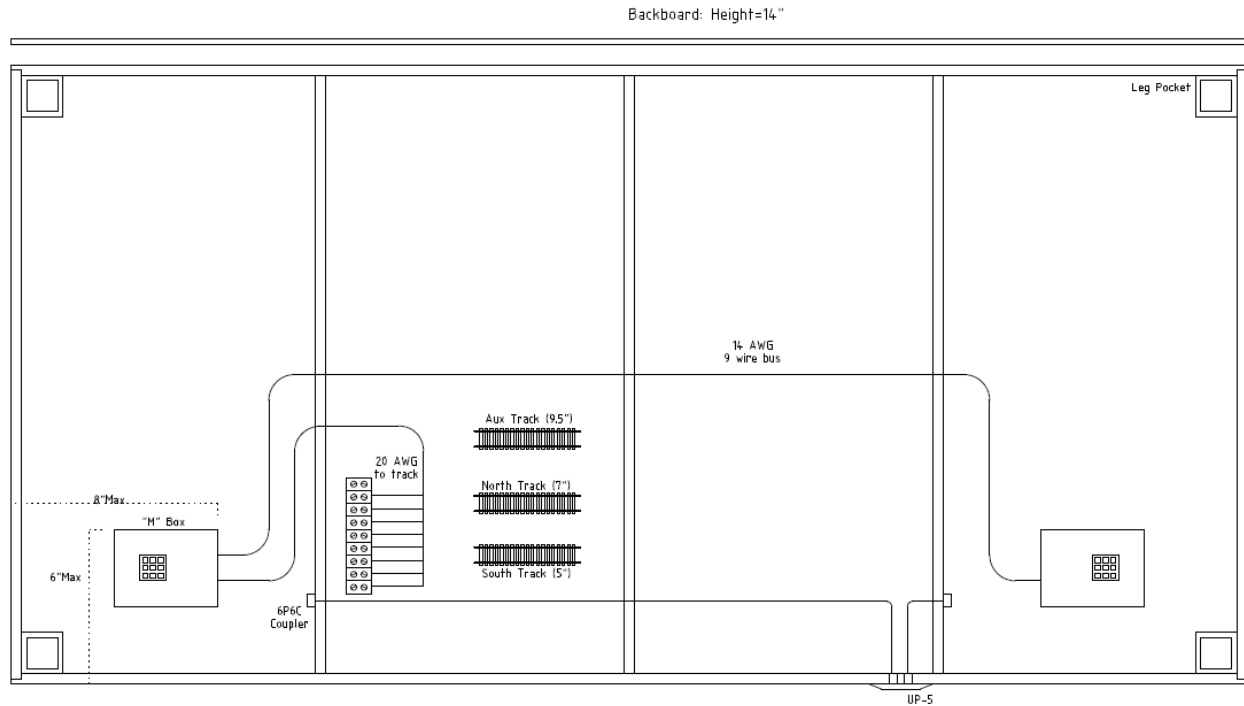 Backboard: Height=14"
Leg Pocket
14 AWG
9 wire bus
Aux Track (9.5")
20 AWG
to track
North Track (7")
8"Max
"M" Box
6"Max
South Track (5")
6P6C
Coupler
UP-5